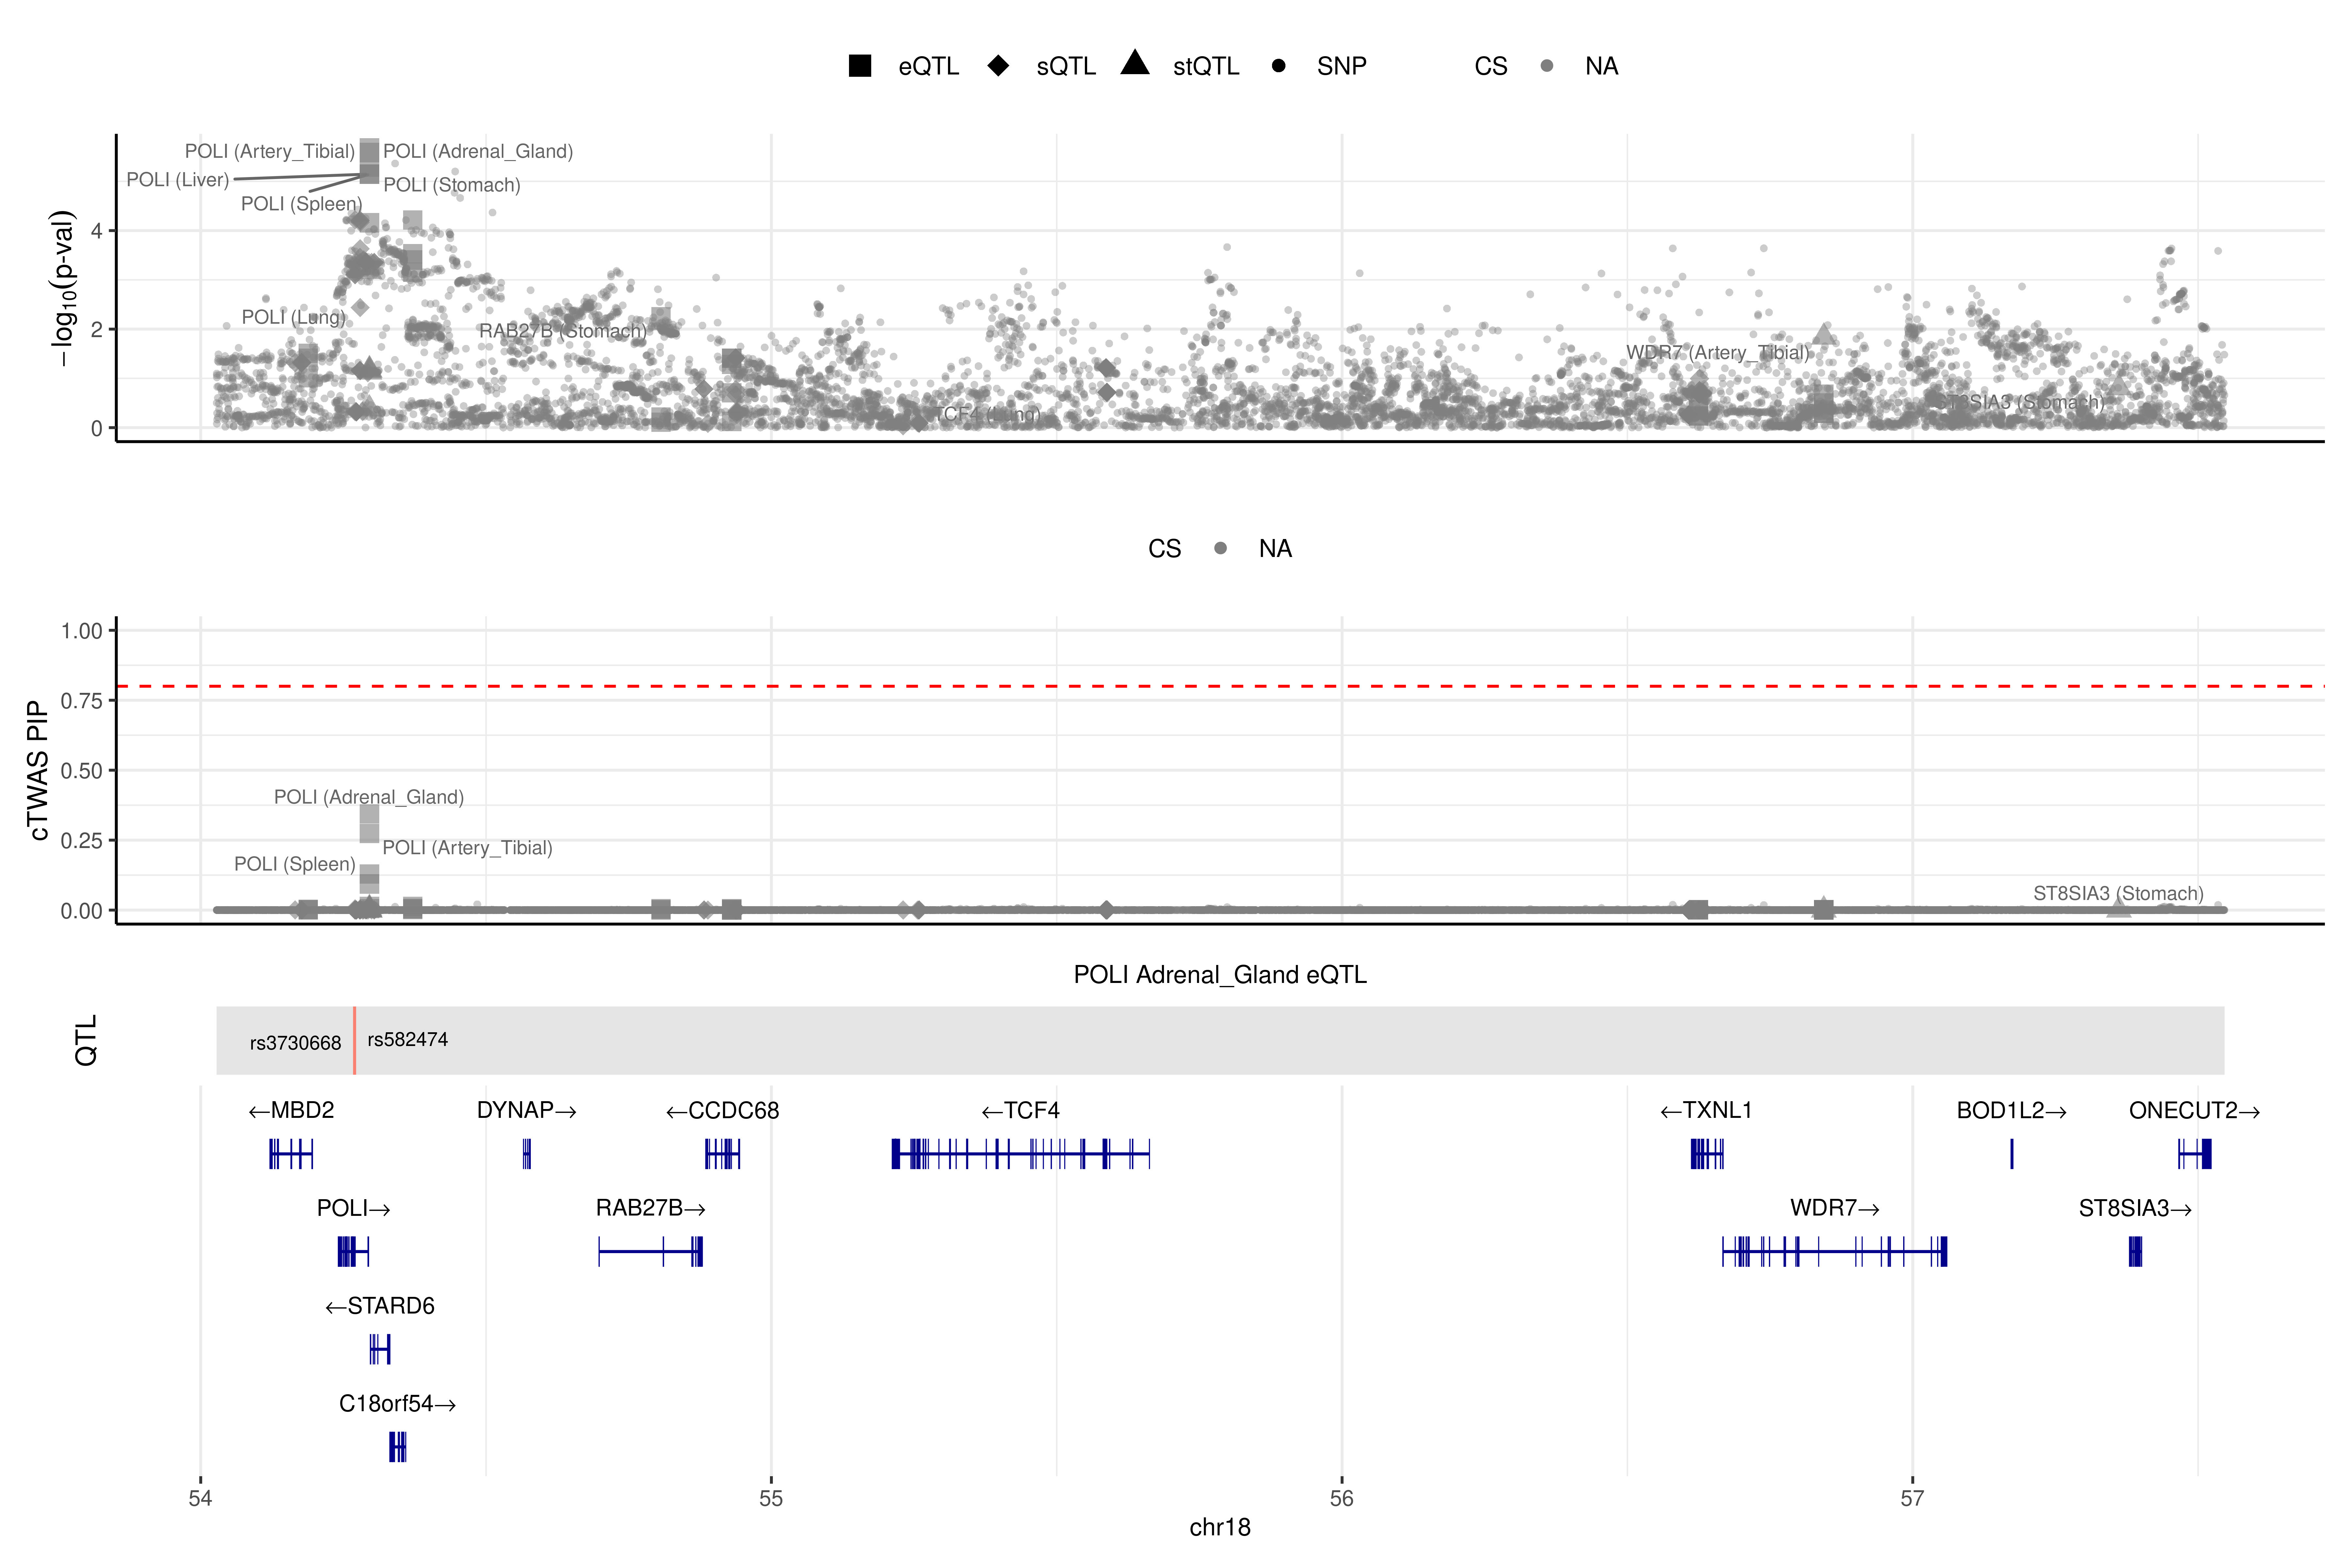 eQTL sQTL stQTL SNP CS NA
POLI (Artery_Tibial) POLI (Adrenal_Gland)
POLI (Liver) POLI (Stomach)
POLI (Spleen)
POLI (Lung)
RAB27B (Stomach)
WDR7 (Artery_Tibial)
TCF4 (Lung)
ST8SIA3 (Stomach)
−log10(p-val)
4
2
0
CS NA
cTWAS PIP
1.00
0.75
0.50
0.25
0.00
POLI (Adrenal_Gland)
POLI (Artery_Tibial)
POLI (Spleen)
ST8SIA3 (Stomach)
POLI Adrenal_Gland eQTL
QTL
rs3730668 rs582474
←MBD2 DYNAP→ ←CCDC68 ←TCF4 ←TXNL1 BOD1L2→ ONECUT2→
POLI→ RAB27B→ WDR7→ ST8SIA3→
←STARD6
C18orf54→
54 55 56 57
chr18